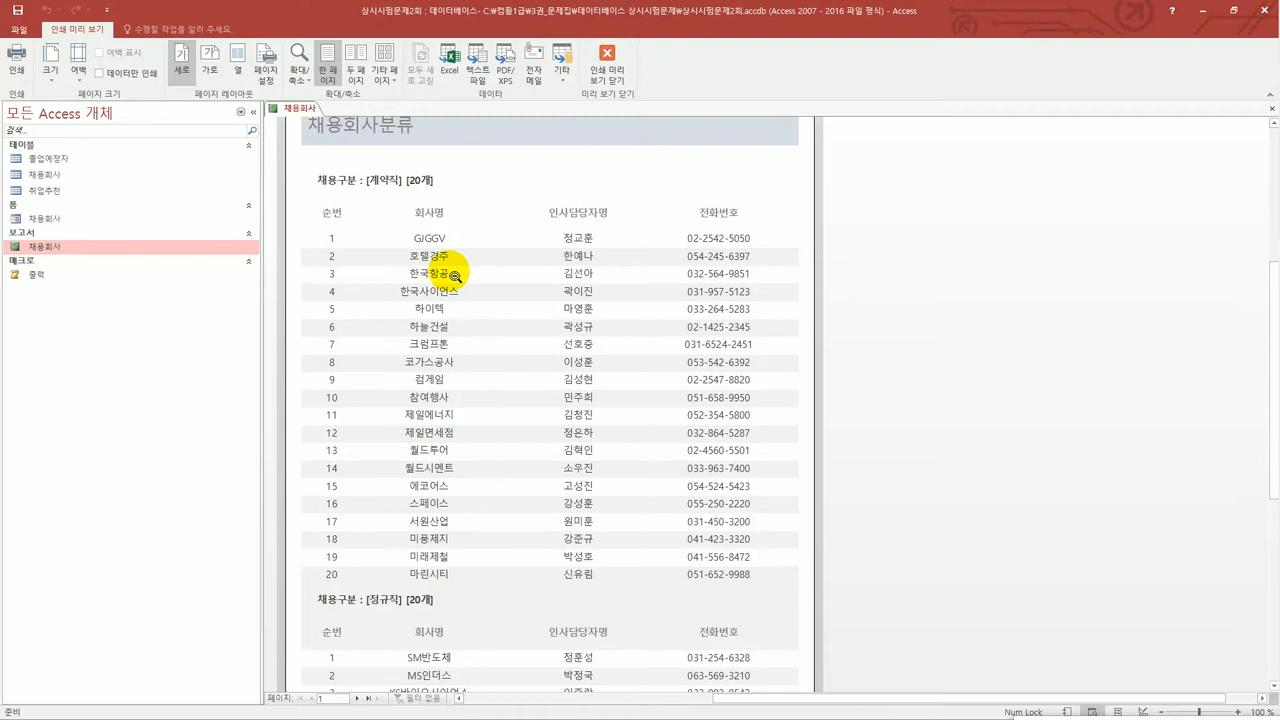 상시시험문제2회 : 데이터베이스- C:₩컴활1급₩3권_문제집₩데이터베이스 상시시험문제₩상시시험문제2회.accdb (Access 2007 - 2016 파일 형식) - Access
파일 인쇄 미리 보기 수행할 작업을 알려 주세요.
인쇄 크기 여백 여백 표시 데이터만 인쇄 세로 가로 열 페이지 설정 확대/축소 한 페이지 두 페이지 기타 페이지 모두 새로 고침 Excel 텍스트 파일 PDF/XPS 전자 메일 기타 인쇄 미리 보기 닫기
인쇄 페이지 크기 페이지 레이아웃 확대/축소 데이터 미리 보기 닫기
모든 Access 개체
검색...
테이블
졸업예정자
채용회사
취업추천
폼
채용회사
보고서
채용회사
매크로
출력
채용회사
채용회사분류
채용구분 : [계약직] [20개]
순번 회사명 인사담당자명 전화번호
1 GJGGV 정교훈 02-2542-5050
2 호텔경주 한예나 054-245-6397
3 한국항공 김선아 032-564-9851
4 한국사이언스 곽이진 031-957-5123
5 하이텍 마영훈 033-264-5283
6 하늘건설 곽성규 02-1425-2345
7 크럼프톤 선호중 031-6524-2451
8 코가스공사 이성훈 053-542-6392
9 컴게임 김성현 02-2547-8820
10 참여행사 민주희 051-658-9950
11 제일에너지 김청진 052-354-5800
12 제일면세점 정은하 032-864-5287
13 월드투어 김혁인 02-4560-5501
14 월드시멘트 소우진 033-963-7400
15 에코어스 고성진 054-524-5423
16 스페이스 강성훈 055-250-2220
17 서원산업 원미훈 031-450-3200
18 미풍제지 강준규 041-423-3320
19 미래제철 박성호 041-556-8472
20 마린시티 신유림 051-652-9988
채용구분 : [정규직] [20개]
순번 회사명 인사담당자명 전화번호
1 SM반도체 정훈성 031-254-6328
2 MS인더스 박정국 063-569-3210
페이지: 1 필터 없음
준비 Num Lock 100 %